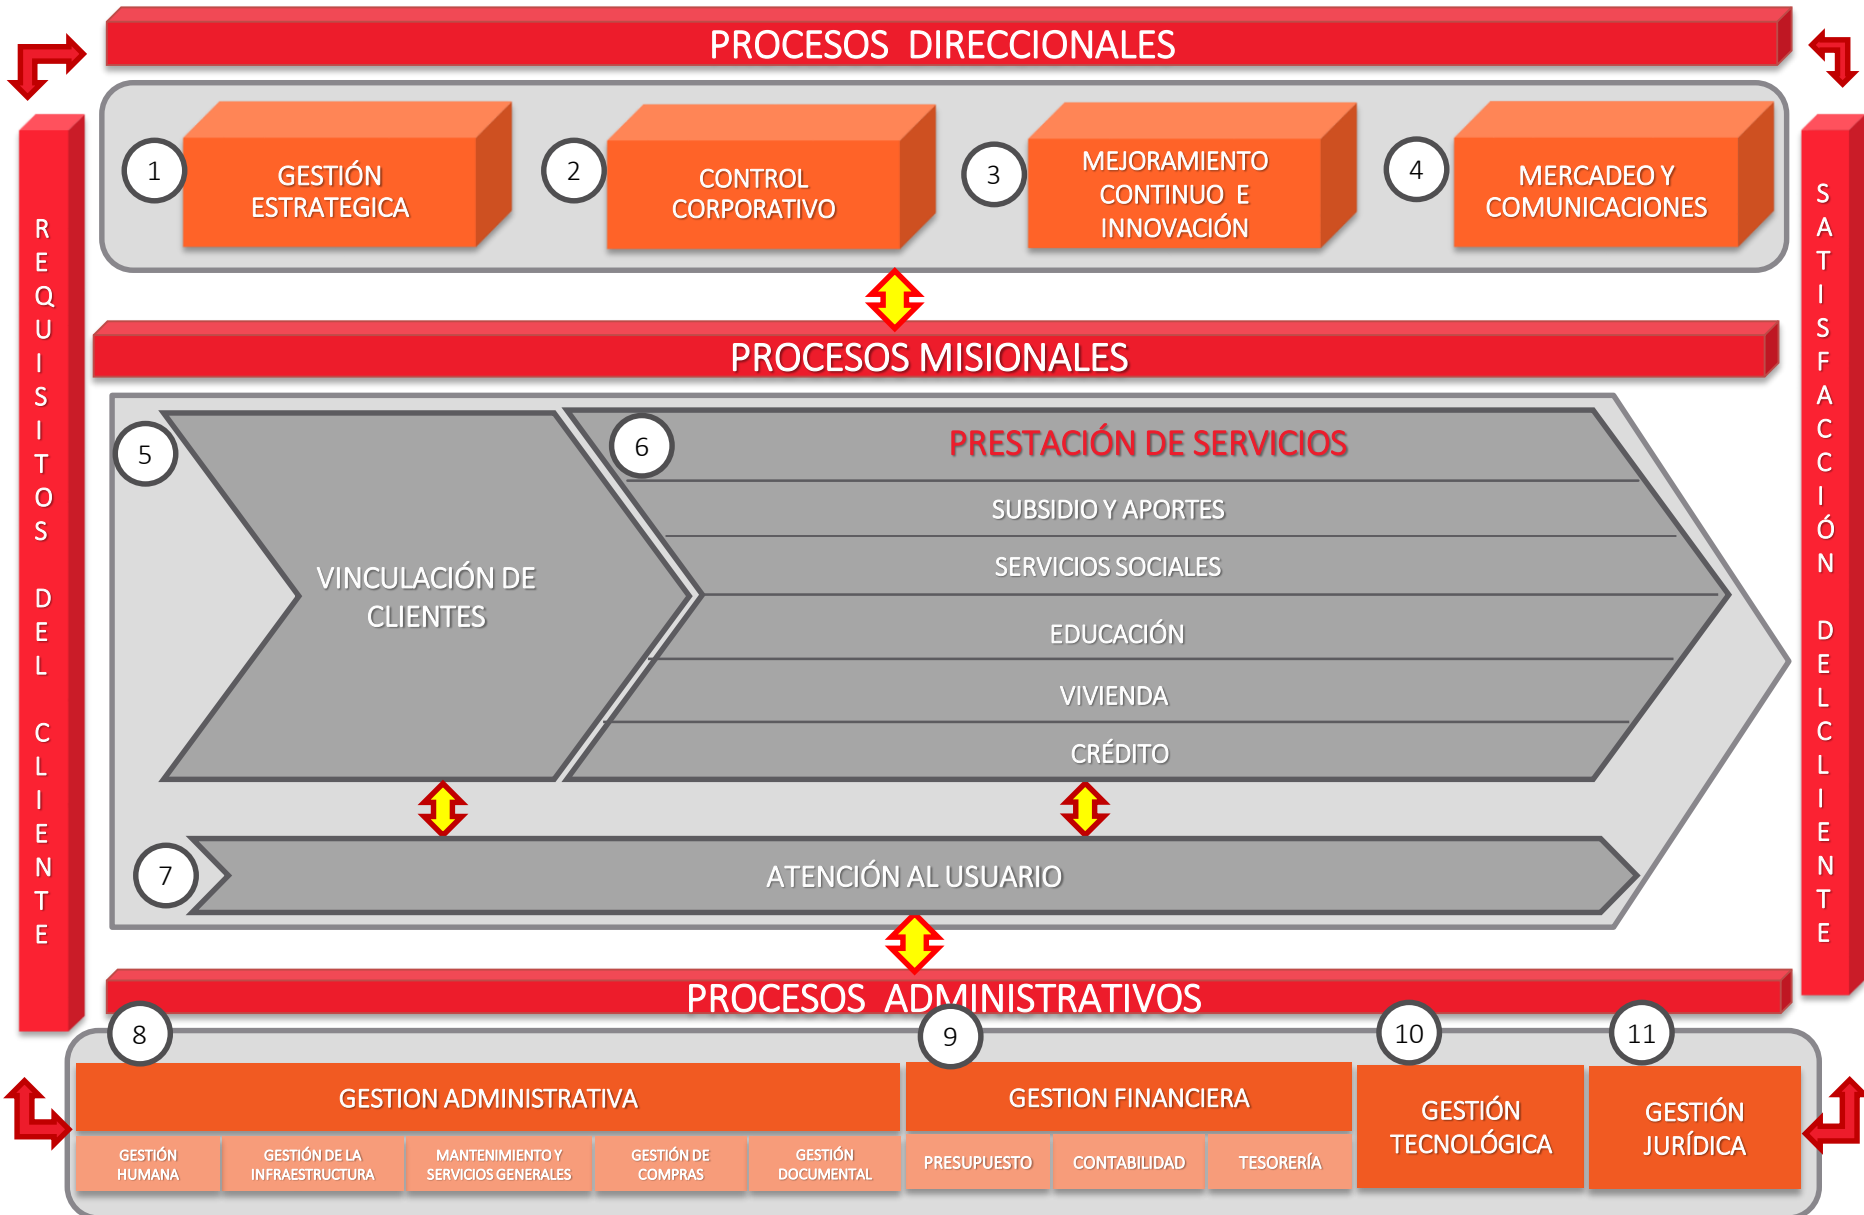 PROCESOS DIRECCIONALES
1
GESTIÓN
ESTRATEGICA
2
CONTROL
CORPORATIVO
3
MEJORAMIENTO
CONTINUO E
INNOVACIÓN
4
MERCADEO Y
COMUNICACIONES
REQUISITOS DEL CLIENTE
SATISFACCIÓN DEL CLIENTE
PROCESOS MISIONALES
5
VINCULACIÓN DE
CLIENTES
6
PRESTACIÓN DE SERVICIOS
SUBSIDIO Y APORTES
SERVICIOS SOCIALES
EDUCACIÓN
VIVIENDA
CRÉDITO
7
ATENCIÓN AL USUARIO
PROCESOS ADMINISTRATIVOS
8
GESTION ADMINISTRATIVA
GESTIÓN
HUMANA
GESTIÓN DE LA
INFRAESTRUCTURA
MANTENIMIENTO Y
SERVICIOS GENERALES
GESTIÓN DE
COMPRAS
GESTIÓN
DOCUMENTAL
9
GESTION FINANCIERA
PRESUPUESTO
CONTABILIDAD
TESORERÍA
10
GESTIÓN
TECNOLÓGICA
11
GESTIÓN
JURÍDICA